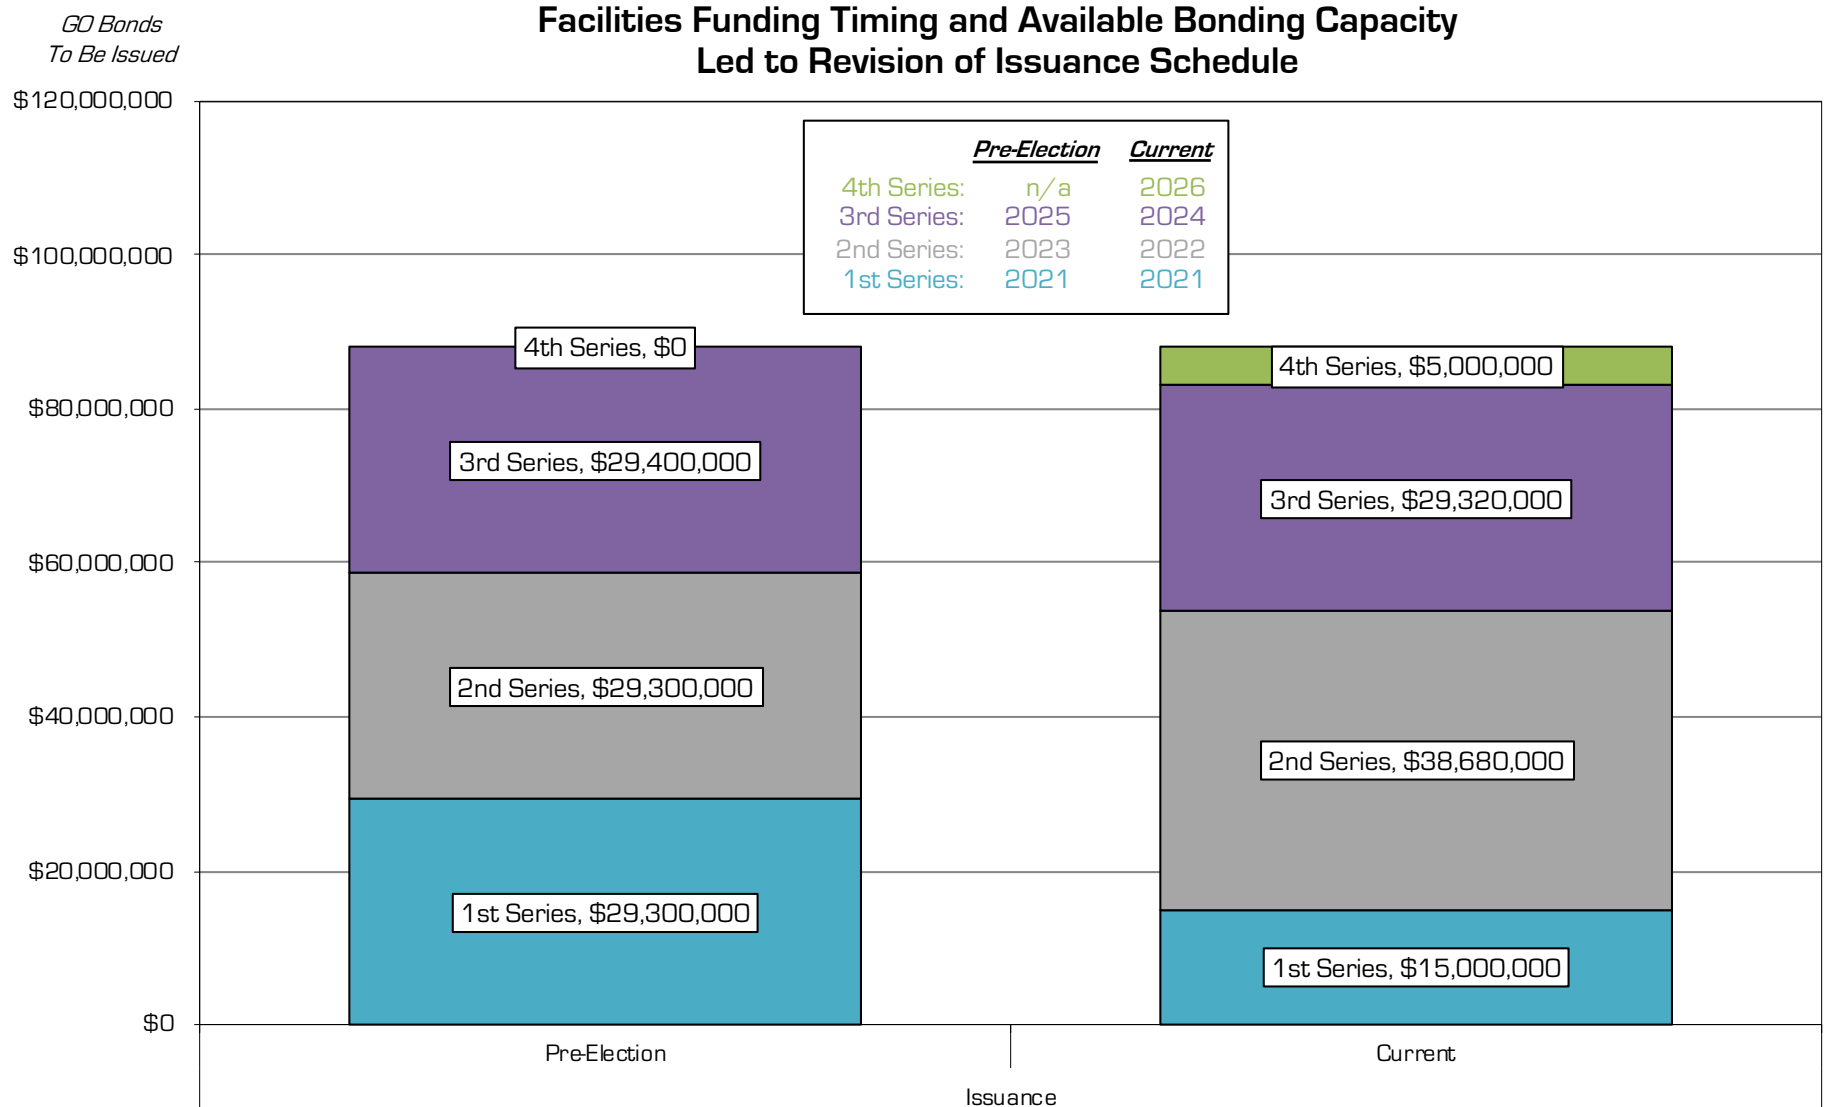 GO Bonds
To Be Issued
Facilities Funding Timing and Available Bonding Capacity
Led to Revision of Issuance Schedule
$120,000,000
$100,000,000
$80,000,000
$60,000,000
$40,000,000
$20,000,000
$0
Pre-Election Current
4th Series: n/a 2026
3rd Series: 2025 2024
2nd Series: 2023 2022
1st Series: 2021 2021
4th Series, $0
3rd Series, $29,400,000
2nd Series, $29,300,000
1st Series, $29,300,000
4th Series, $5,000,000
3rd Series, $29,320,000
2nd Series, $38,680,000
1st Series, $15,000,000
Pre-Election Current
Issuance